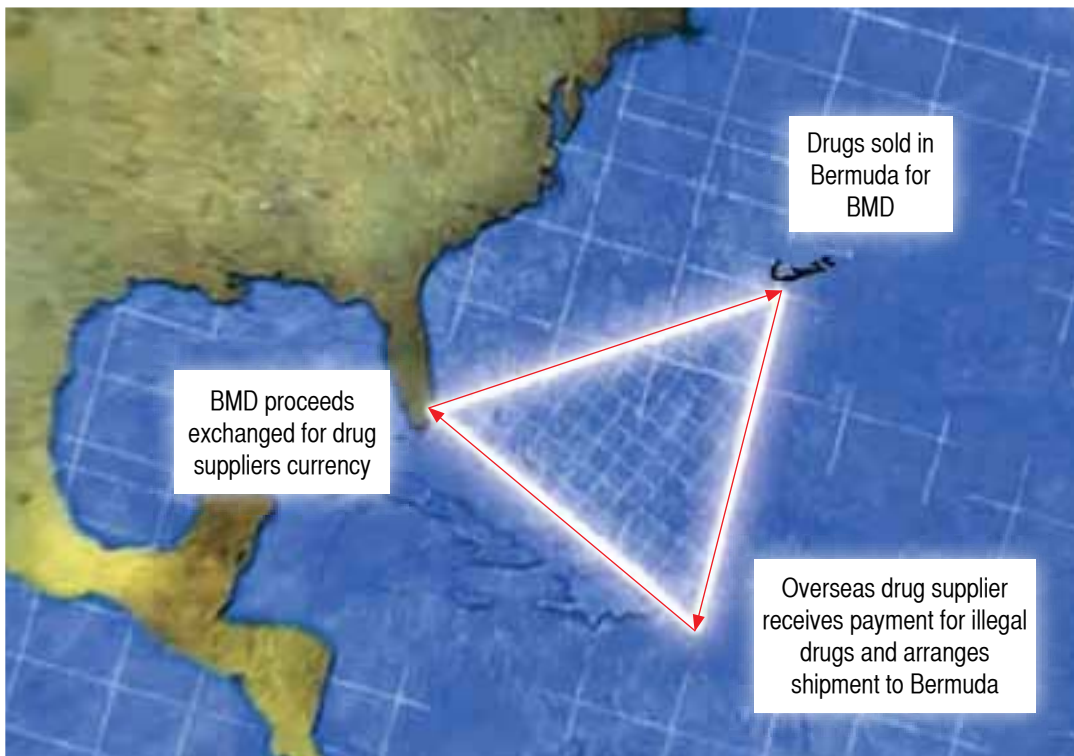 Drugs sold in
Bermuda for
BMD
BMD proceeds
exchanged for drug
suppliers currency
Overseas drug supplier
receives payment for illegal
drugs and arranges
shipment to Bermuda